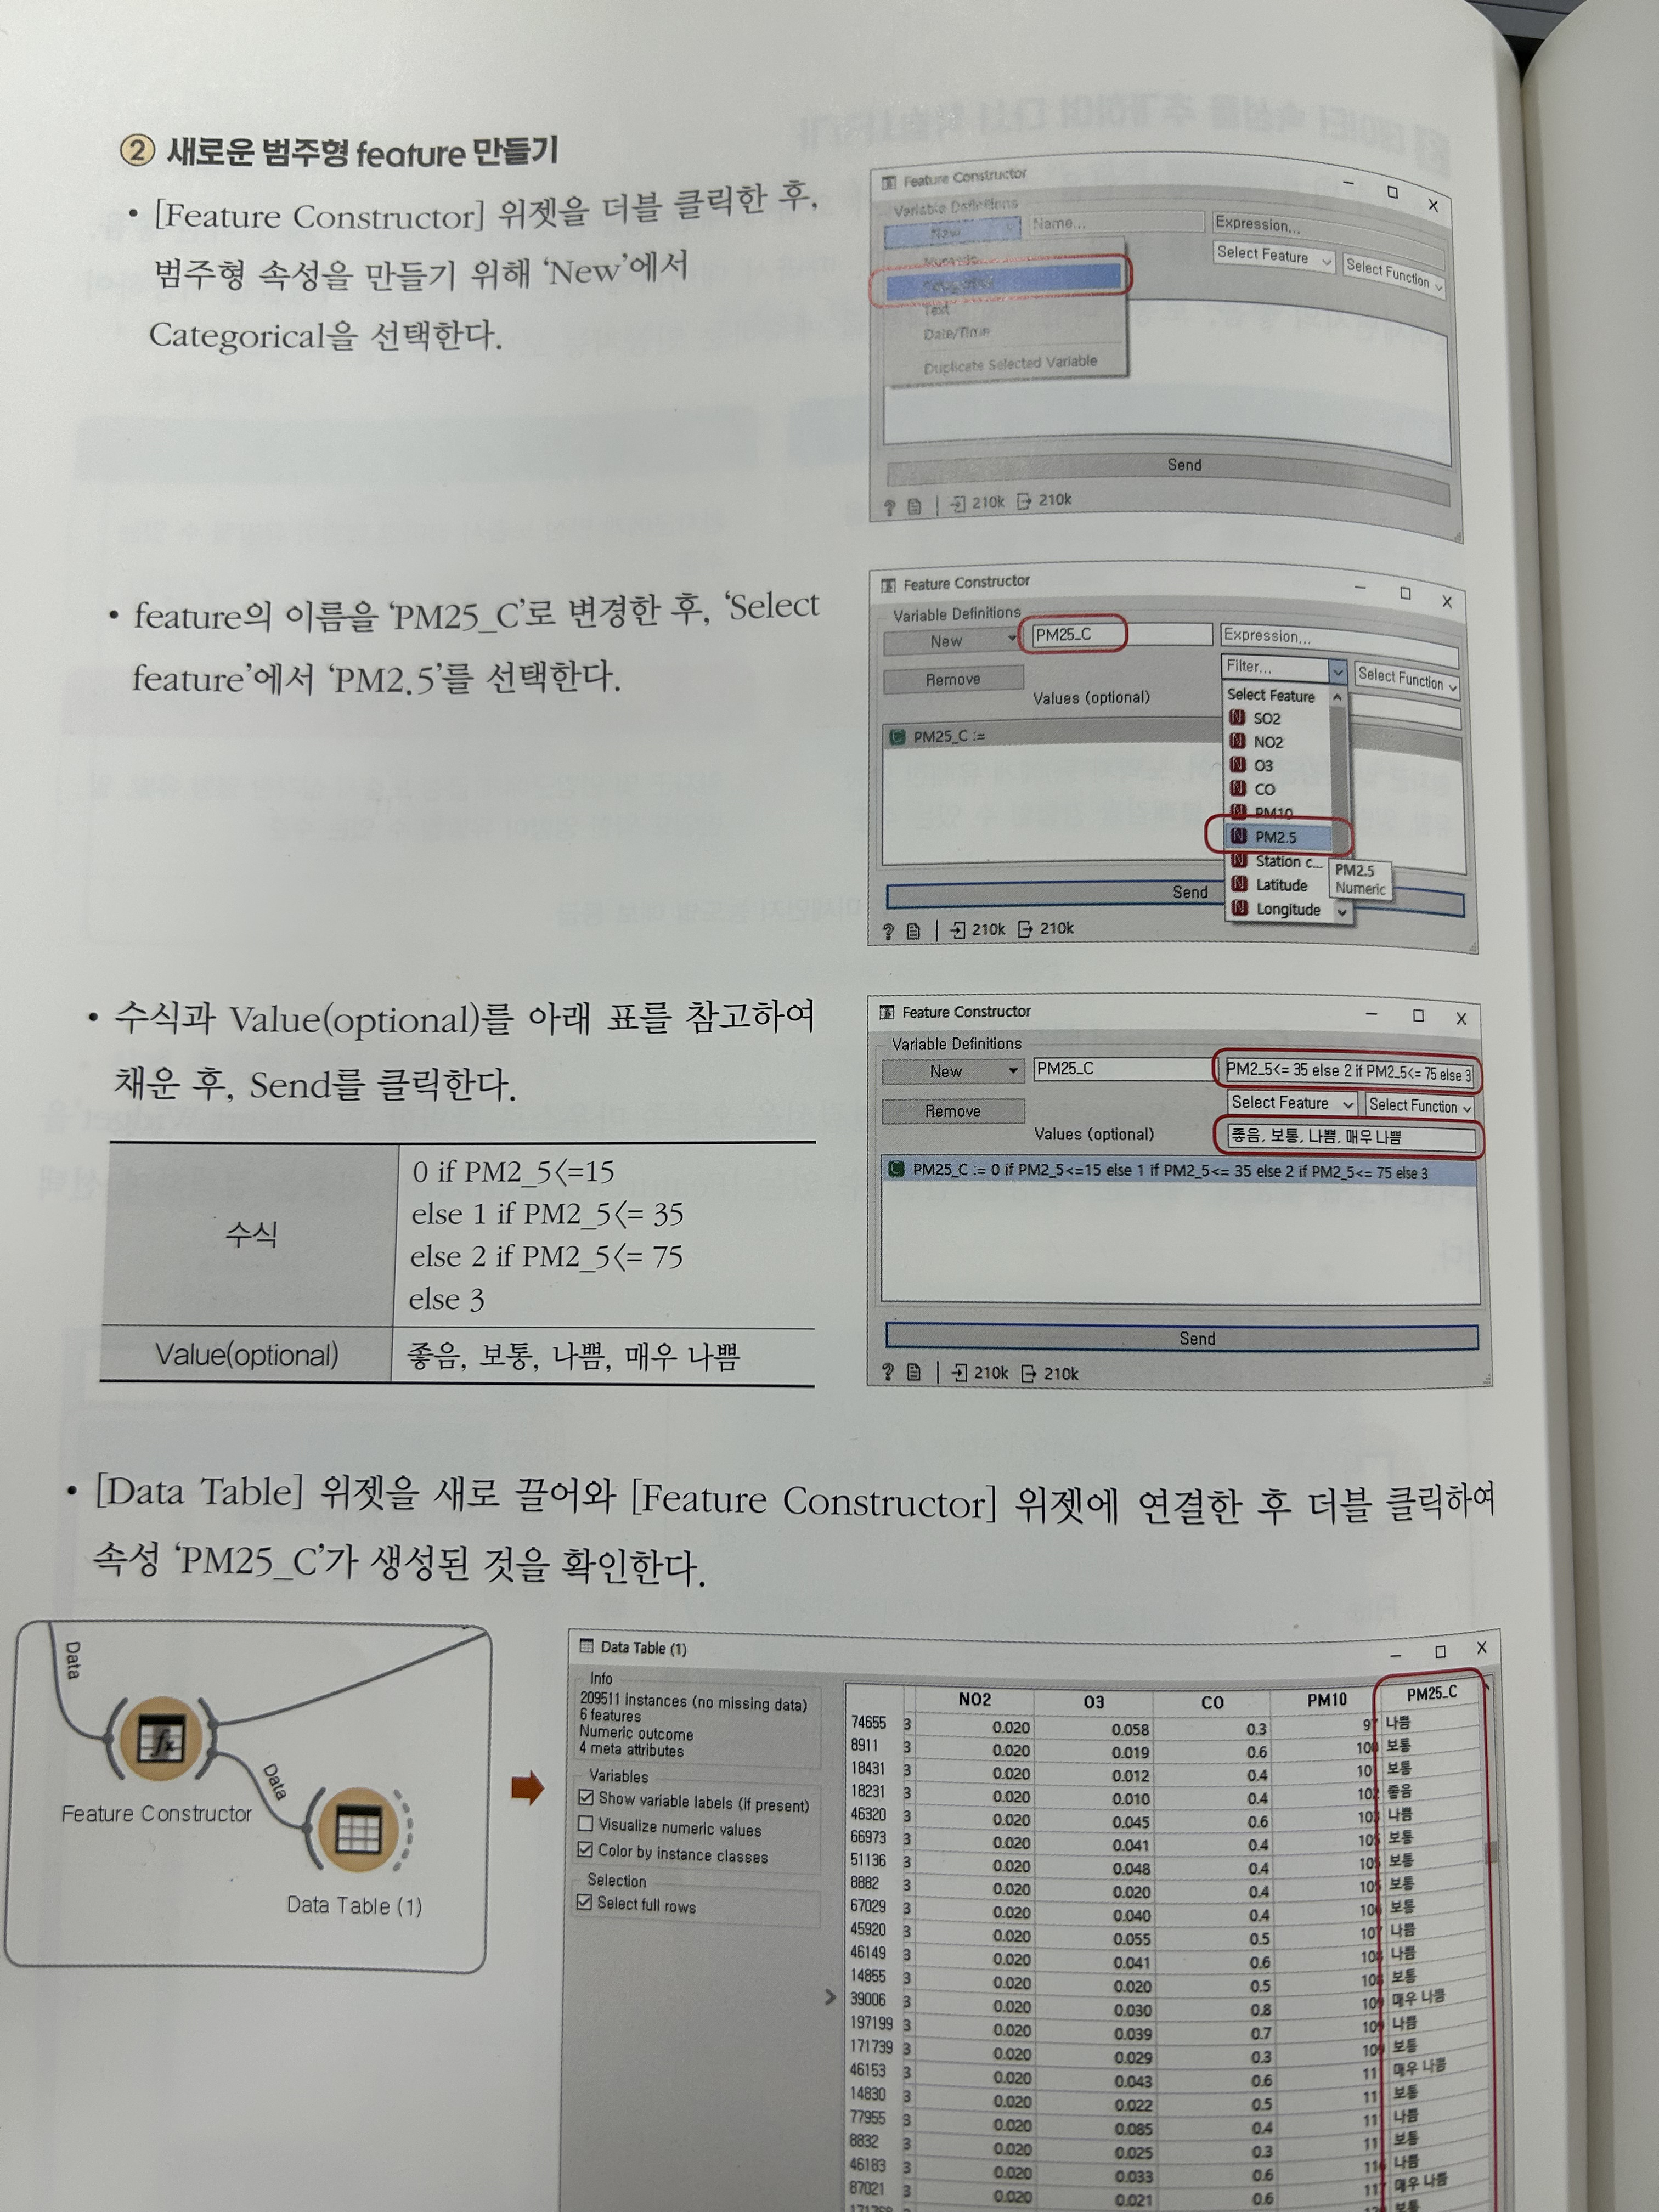 ② 새로운 범주형 feature 만들기
• [Feature Constructor] 위젯을 더블 클릭한 후,
범주형 속성을 만들기 위해 ‘New’에서
Categorical을 선택한다.
Feature Constructor
Variable Definitions
New
Name...
Expression...
Select Feature
Select Function
Categorical
Text
Date/Time
Duplicate Selected Variable
Send
? 210k 210k
• feature의 이름을 ‘PM25_C’로 변경한 후, ‘Select
feature’에서 ‘PM2.5’를 선택한다.
Feature Constructor
Variable Definitions
New
PM25_C
Expression...
Remove
Filter...
Select Function
Values (optional)
Select Feature
SO2
NO2
O3
CO
PM10
PM2.5
Station c...
Latitude
Longitude
PM2.5
Numeric
PM25_C :=
Send
? 210k 210k
• 수식과 Value(optional)를 아래 표를 참고하여
채운 후, Send를 클릭한다.
수식
0 if PM2_5<=15
else 1 if PM2_5<= 35
else 2 if PM2_5<= 75
else 3
Value(optional)
좋음, 보통, 나쁨, 매우 나쁨
Feature Constructor
Variable Definitions
New
PM25_C
PM2_5<= 35 else 2 if PM2_5<= 75 else 3
Remove
Select Feature
Select Function
Values (optional)
좋음, 보통, 나쁨, 매우 나쁨
PM25_C := 0 if PM2_5<=15 else 1 if PM2_5<= 35 else 2 if PM2_5<= 75 else 3
Send
? 210k 210k
• [Data Table] 위젯을 새로 끌어와 [Feature Constructor] 위젯에 연결한 후 더블 클릭하여
속성 ‘PM25_C’가 생성된 것을 확인한다.
Data
Feature Constructor
Data
Data Table (1)
Data Table (1)
Info
209511 instances (no missing data)
6 features
Numeric outcome
4 meta attributes
Variables
Show variable labels (if present)
Visualize numeric values
Color by instance classes
Selection
Select full rows
NO2 O3 CO PM10 PM25_C
74655 3 0.020 0.058 0.3 97 나쁨
8911 3 0.020 0.019 0.6 10 보통
18431 3 0.020 0.012 0.4 10 보통
18231 3 0.020 0.010 0.4 102 좋음
46320 3 0.020 0.045 0.6 103 나쁨
66973 3 0.020 0.041 0.4 105 보통
51136 3 0.020 0.048 0.4 105 보통
8882 3 0.020 0.020 0.4 105 보통
67029 3 0.020 0.040 0.4 106 보통
45920 3 0.020 0.055 0.5 107 나쁨
46149 3 0.020 0.041 0.6 108 나쁨
14855 3 0.020 0.020 0.5 108 보통
39006 3 0.020 0.030 0.8 109 매우 나쁨
197199 3 0.020 0.039 0.7 109 나쁨
171739 3 0.020 0.029 0.3 109 보통
46153 3 0.020 0.043 0.6 11 매우 나쁨
14830 3 0.020 0.022 0.5 11 보통
77955 3 0.020 0.085 0.4 11 나쁨
8832 3 0.020 0.025 0.3 11 보통
46183 3 0.020 0.033 0.6 116 나쁨
87021 3 0.020 0.021 0.6 117 매우 나쁨
보통